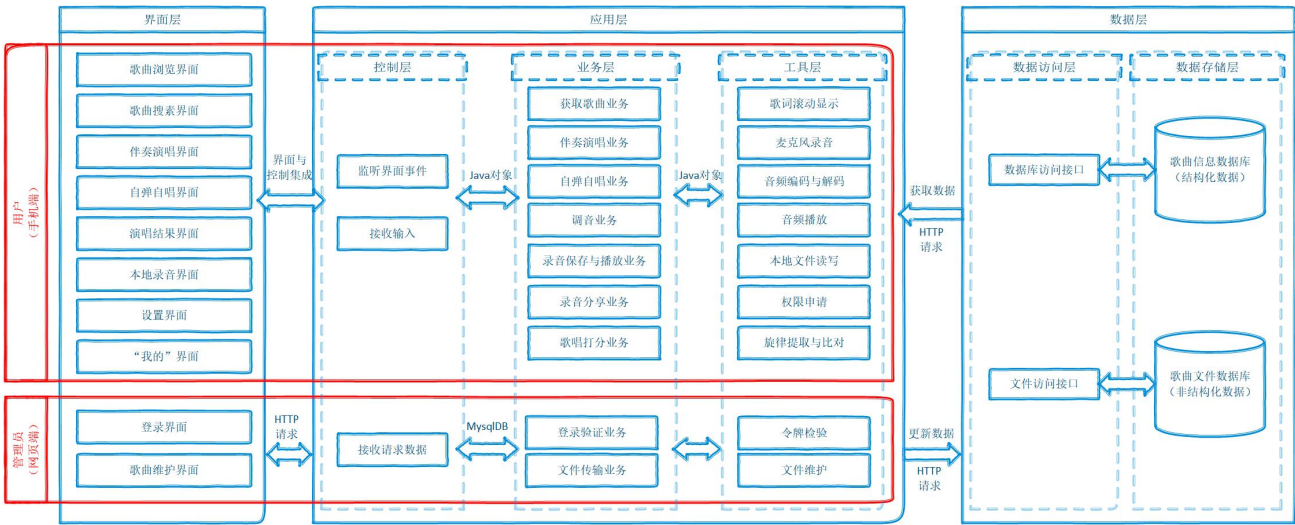 界面层
应用层
数据层
用户
（手机端）
歌曲浏览界面
歌曲搜素界面
伴奏演唱界面
自弹自唱界面
演唱结果界面
本地录音界面
设置界面
“我的”界面
界面与
控制集成
控制层
监听界面事件
接收输入
Java对象
业务层
获取歌曲业务
伴奏演唱业务
自弹自唱业务
调音业务
录音保存与播放业务
录音分享业务
歌唱打分业务
Java对象
工具层
歌词滚动显示
麦克风录音
音频编码与解码
音频播放
本地文件读写
权限申请
旋律提取与比对
获取数据
HTTP
请求
数据访问层
数据库访问接口
文件访问接口
数据存储层
歌曲信息数据库
（结构化数据）
歌曲文件数据库
（非结构化数据）
管理员
（网页端）
登录界面
歌曲维护界面
HTTP
请求
接收请求数据
MysqlDB
登录验证业务
文件传输业务
令牌检验
文件维护
更新数据
HTTP
请求